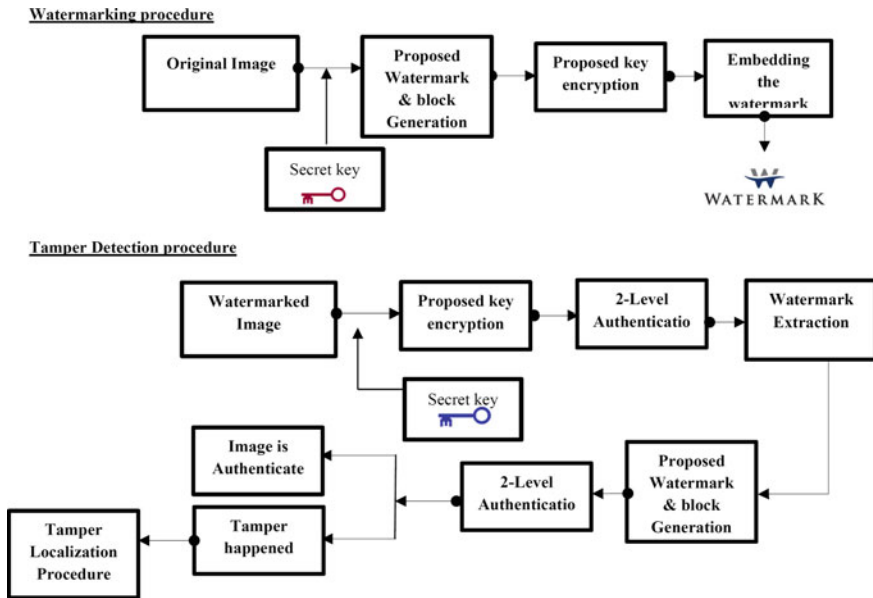 Watermarking procedure
Original Image
Proposed
Watermark
& block
Generation
Proposed key
encryption
Embedding
the
watermark
Secret key
WATERMARK
Tamper Detection procedure
Watermarked
Image
Proposed key
encryption
2-Level
Authenticatio
Watermark
Extraction
Secret key
Image is
Authenticate
2-Level
Authenticatio
Proposed
Watermark
& block
Generation
Tamper
happened
Tamper
Localization
Procedure